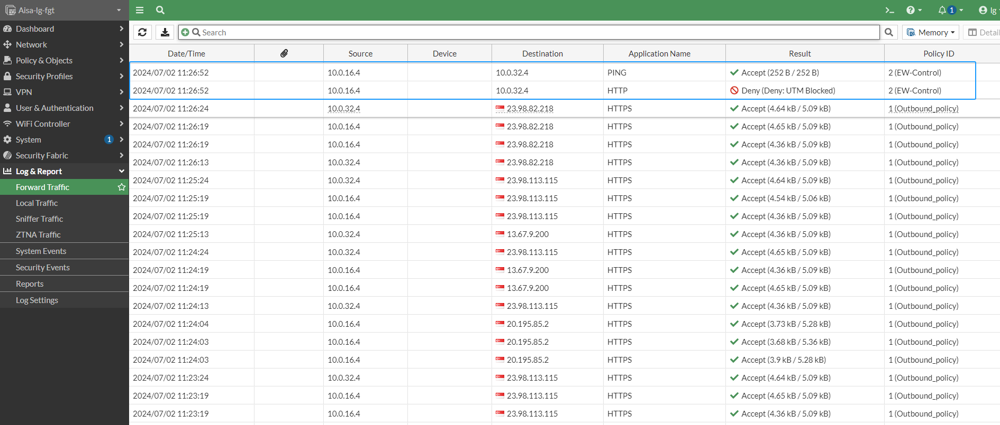 Aisa-lg-fgt
1
lg
Dashboard
Network
Policy & Objects
Security Profiles
VPN
User & Authentication
WiFi Controller
System 1
Security Fabric
Log & Report
Forward Traffic
Local Traffic
Sniffer Traffic
ZTNA Traffic
System Events
Security Events
Reports
Log Settings
Search
Memory
Detail
Date/Time Source Device Destination Application Name Result Policy ID
2024/07/02 11:26:52 10.0.16.4 10.0.32.4 PING Accept (252 B / 252 B) 2 (EW-Control)
2024/07/02 11:26:52 10.0.16.4 10.0.32.4 HTTP Deny (Deny: UTM Blocked) 2 (EW-Control)
2024/07/02 11:26:24 10.0.32.4 23.98.82.218 HTTPS Accept (4.64 kB / 5.09 kB) 1 (Outbound_policy)
2024/07/02 11:26:19 10.0.16.4 23.98.82.218 HTTPS Accept (4.65 kB / 5.09 kB) 1 (Outbound_policy)
2024/07/02 11:26:19 10.0.16.4 23.98.82.218 HTTPS Accept (4.36 kB / 5.09 kB) 1 (Outbound_policy)
2024/07/02 11:26:13 10.0.32.4 23.98.82.218 HTTPS Accept (4.36 kB / 5.09 kB) 1 (Outbound_policy)
2024/07/02 11:25:24 10.0.32.4 23.98.113.115 HTTPS Accept (4.64 kB / 5.09 kB) 1 (Outbound_policy)
2024/07/02 11:25:19 10.0.16.4 23.98.113.115 HTTPS Accept (4.54 kB / 5.06 kB) 1 (Outbound_policy)
2024/07/02 11:25:19 10.0.16.4 23.98.113.115 HTTPS Accept (4.36 kB / 5.09 kB) 1 (Outbound_policy)
2024/07/02 11:25:13 10.0.32.4 13.67.9.200 HTTPS Accept (4.36 kB / 5.09 kB) 1 (Outbound_policy)
2024/07/02 11:24:24 10.0.32.4 23.98.113.115 HTTPS Accept (4.65 kB / 5.09 kB) 1 (Outbound_policy)
2024/07/02 11:24:19 10.0.16.4 13.67.9.200 HTTPS Accept (4.36 kB / 5.09 kB) 1 (Outbound_policy)
2024/07/02 11:24:19 10.0.16.4 13.67.9.200 HTTPS Accept (4.65 kB / 5.09 kB) 1 (Outbound_policy)
2024/07/02 11:24:13 10.0.32.4 23.98.113.115 HTTPS Accept (4.36 kB / 5.09 kB) 1 (Outbound_policy)
2024/07/02 11:24:04 10.0.16.4 20.195.85.2 HTTPS Accept (3.73 kB / 5.28 kB) 1 (Outbound_policy)
2024/07/02 11:24:03 10.0.16.4 20.195.85.2 HTTPS Accept (3.68 kB / 5.36 kB) 1 (Outbound_policy)
2024/07/02 11:24:03 10.0.16.4 20.195.85.2 HTTPS Accept (3.9 kB / 5.28 kB) 1 (Outbound_policy)
2024/07/02 11:23:24 10.0.32.4 23.98.113.115 HTTPS Accept (4.64 kB / 5.09 kB) 1 (Outbound_policy)
2024/07/02 11:23:19 10.0.16.4 23.98.113.115 HTTPS Accept (4.65 kB / 5.09 kB) 1 (Outbound_policy)
2024/07/02 11:23:19 10.0.16.4 23.98.113.115 HTTPS Accept (4.36 kB / 5.09 kB) 1 (Outbound_policy)